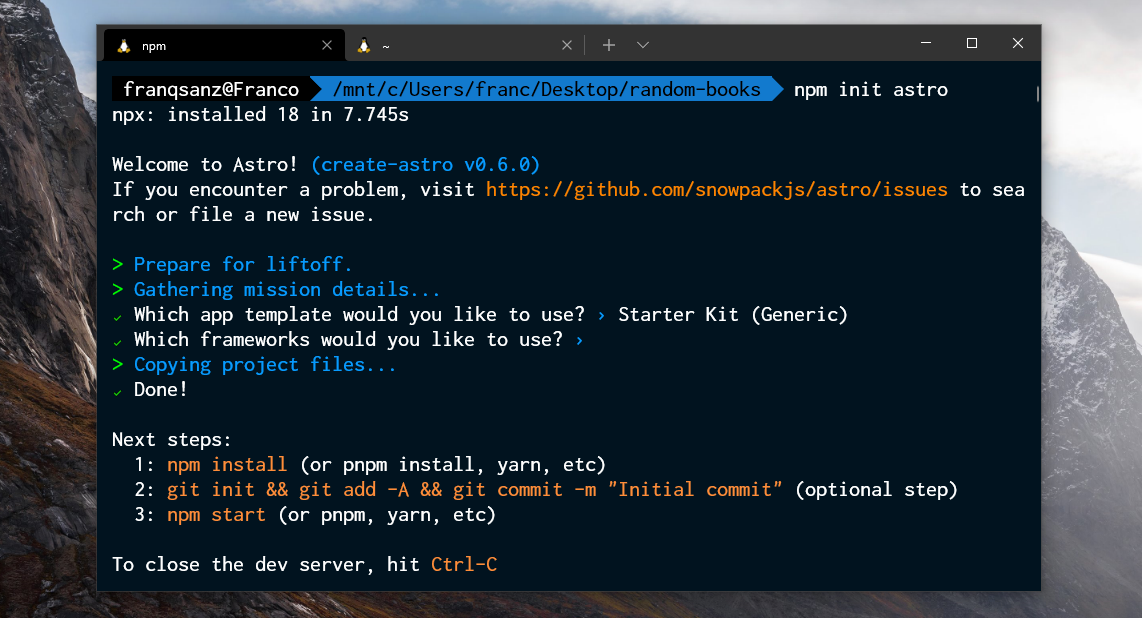 npm
~
franqsanz@Franco /mnt/c/Users/franc/Desktop/random-books npm init astro
npx: installed 18 in 7.745s
Welcome to Astro! (create-astro v0.6.0)
If you encounter a problem, visit https://github.com/snowpackjs/astro/issues to sea
rch or file a new issue.
> Prepare for liftoff.
> Gathering mission details...
✓ Which app template would you like to use? › Starter Kit (Generic)
✓ Which frameworks would you like to use? ›
> Copying project files...
✓ Done!
Next steps:
1: npm install (or pnpm install, yarn, etc)
2: git init && git add -A && git commit -m "Initial commit" (optional step)
3: npm start (or pnpm, yarn, etc)
To close the dev server, hit Ctrl-C